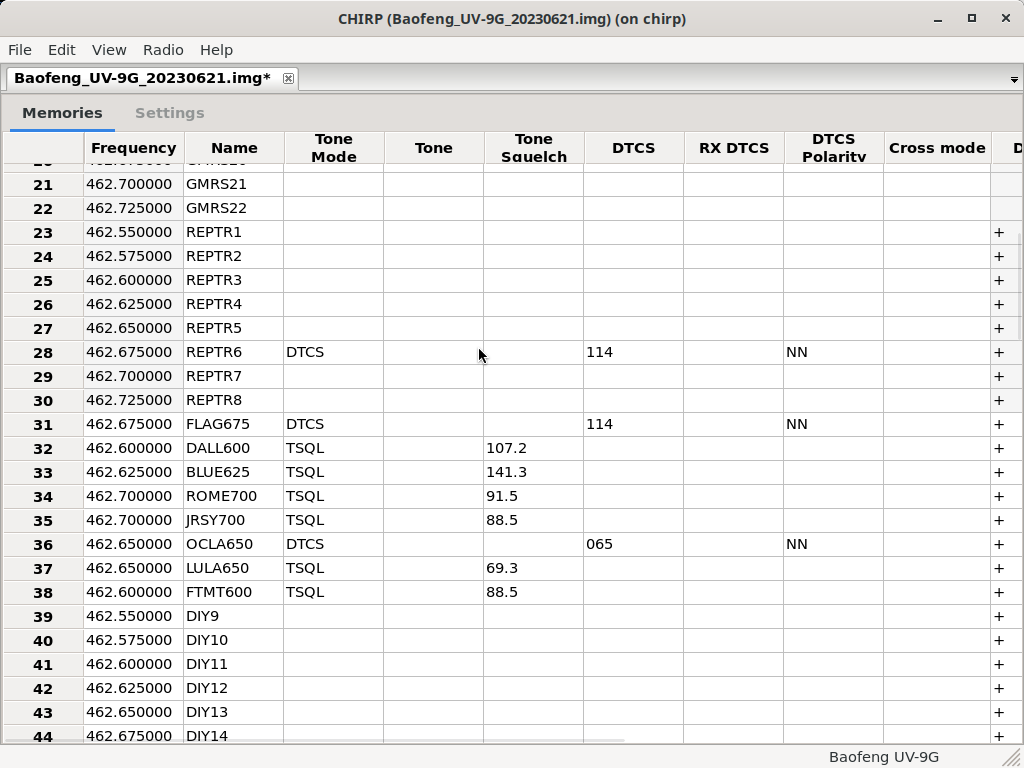 CHIRP (Baofeng_UV-9G_20230621.img) (on chirp)
File Edit View Radio Help
Baofeng_UV-9G_20230621.img*
Memories Settings
Frequency Name Tone Mode Tone Tone Squelch DTCS RX DTCS DTCS Polarity Cross mode D
21 462.700000 GMRS21
22 462.725000 GMRS22
23 462.550000 REPTR1 +
24 462.575000 REPTR2 +
25 462.600000 REPTR3 +
26 462.625000 REPTR4 +
27 462.650000 REPTR5 +
28 462.675000 REPTR6 DTCS 114 NN +
29 462.700000 REPTR7 +
30 462.725000 REPTR8 +
31 462.675000 FLAG675 DTCS 114 NN +
32 462.600000 DALL600 TSQL 107.2 +
33 462.625000 BLUE625 TSQL 141.3 +
34 462.700000 ROME700 TSQL 91.5 +
35 462.700000 JRSY700 TSQL 88.5 +
36 462.650000 OCLA650 DTCS 065 NN +
37 462.650000 LULA650 TSQL 69.3 +
38 462.600000 FTMT600 TSQL 88.5 +
39 462.550000 DIY9 +
40 462.575000 DIY10 +
41 462.600000 DIY11 +
42 462.625000 DIY12 +
43 462.650000 DIY13 +
44 462.675000 DIY14 +
Baofeng UV-9G